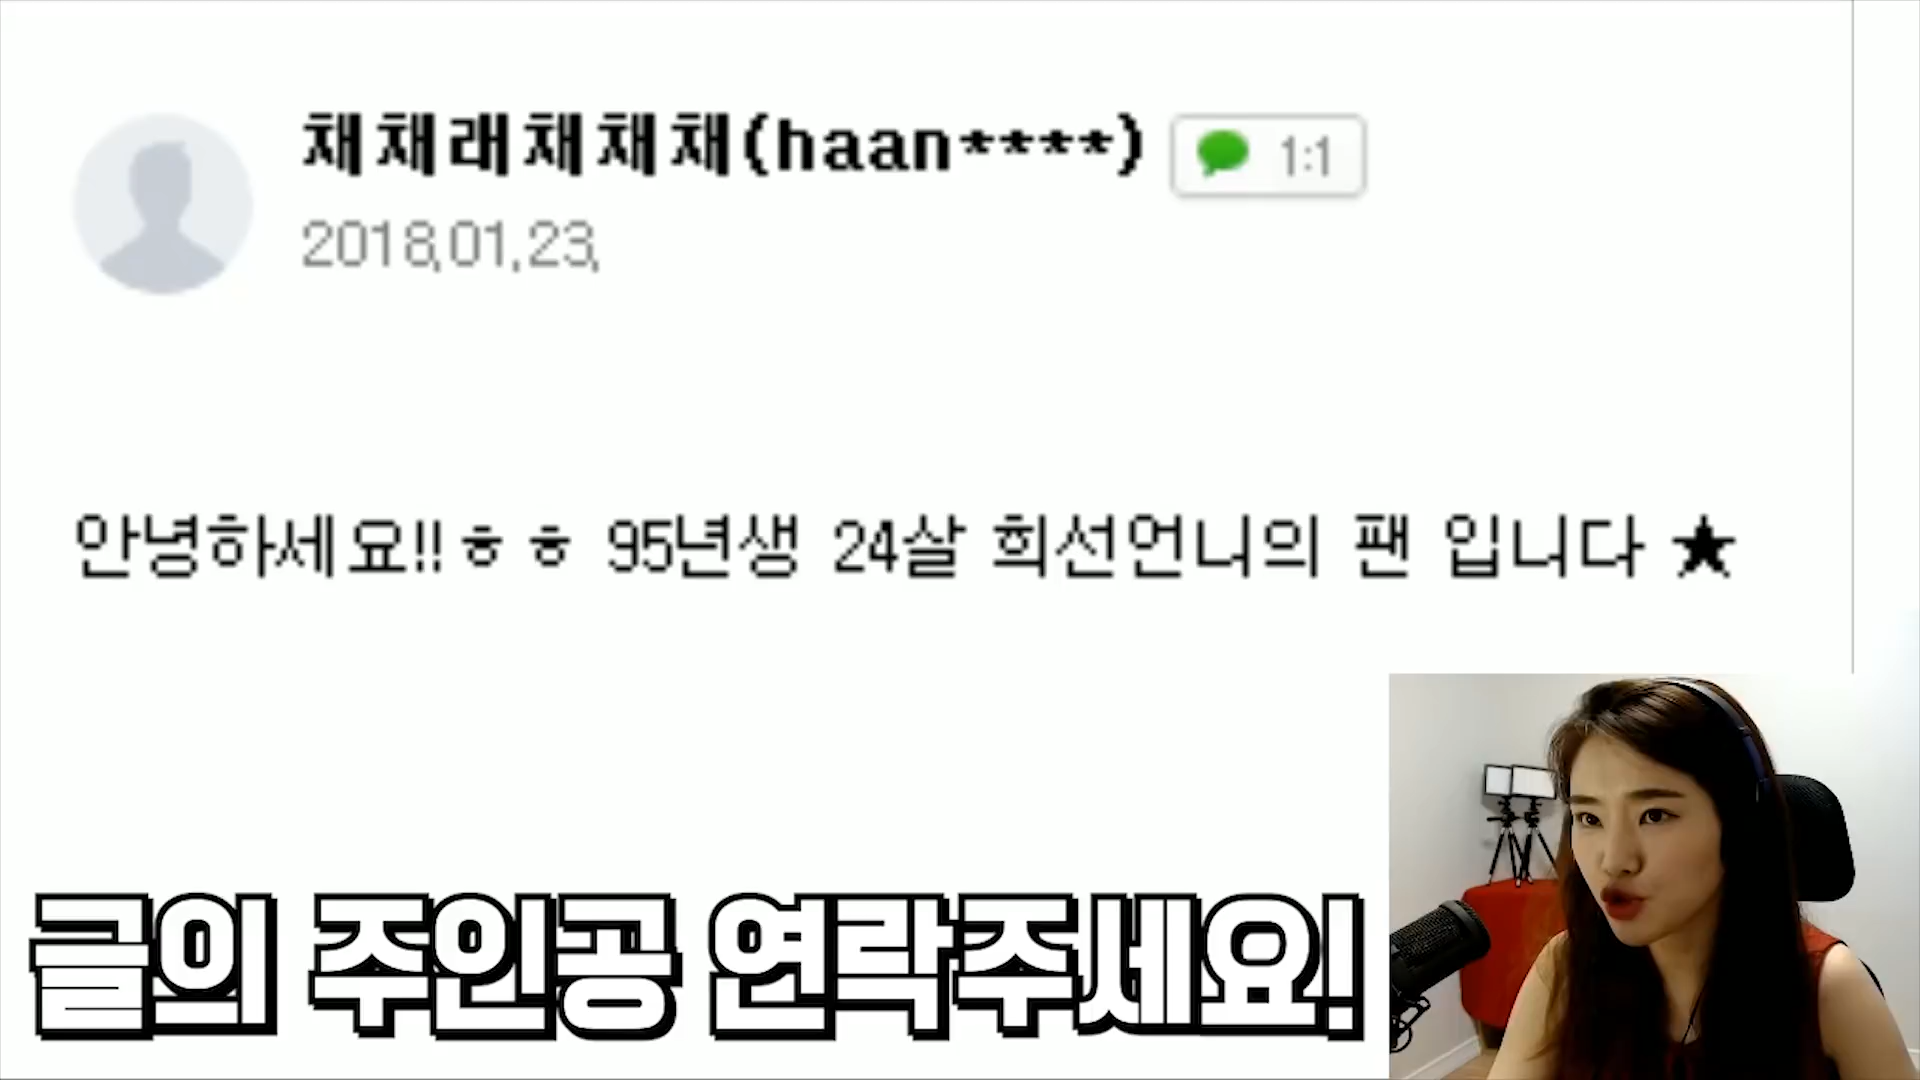 채채래채채채(haan****) 1:1
2018.01.23.
안녕하세요!!ㅎㅎ 95년생 24살 희선언니의 팬 입니다 ★
글의 주인공 연락주세요!